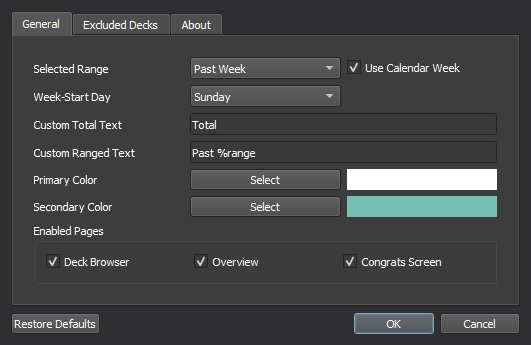 General Excluded Decks About
Selected Range Past Week Use Calendar Week
Week-Start Day Sunday
Custom Total Text Total
Custom Ranged Text Past %range
Primary Color Select
Secondary Color Select
Enabled Pages
Deck Browser Overview Congrats Screen
Restore Defaults OK Cancel